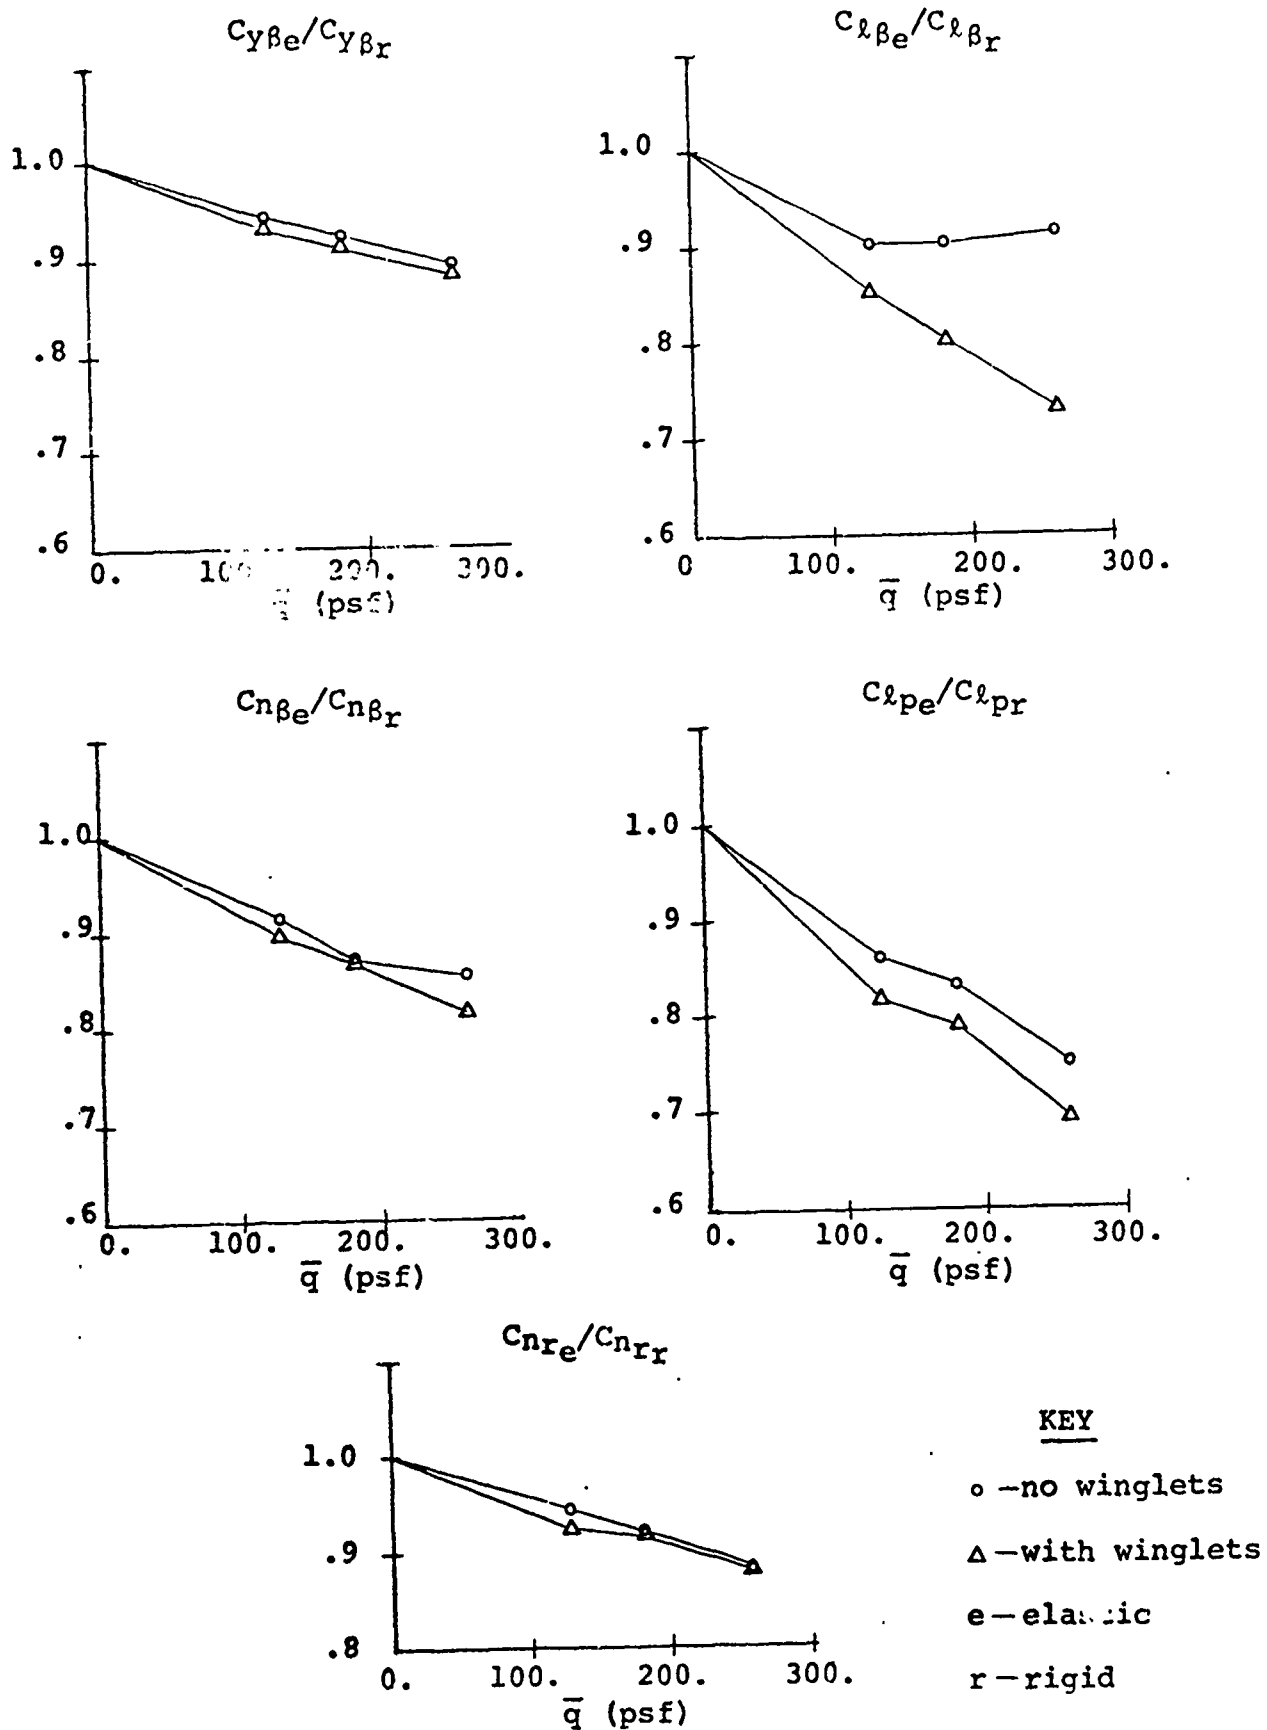 Cyβe/Cyβr
1.0
.9
.8
.7
.6
0.
300.
(psf)
Cℓβe/Cℓβr
1.0
.9
.8
.7
.6
0
100.
200.
300.
q̄ (psf)
Cnβe/Cnβr
1.0
.9
.8
.7
.6
0.
100.
200.
300.
q̄ (psf)
Cℓpe/Cℓpr
1.0
.9
.8
.7
.6
0.
100.
200.
300.
q̄ (psf)
Cnre/Cnrr
1.0
.9
.8
0.
100.
200.
300.
q̄ (psf)
KEY
o —no winglets
Δ —with winglets
e —
r —rigid